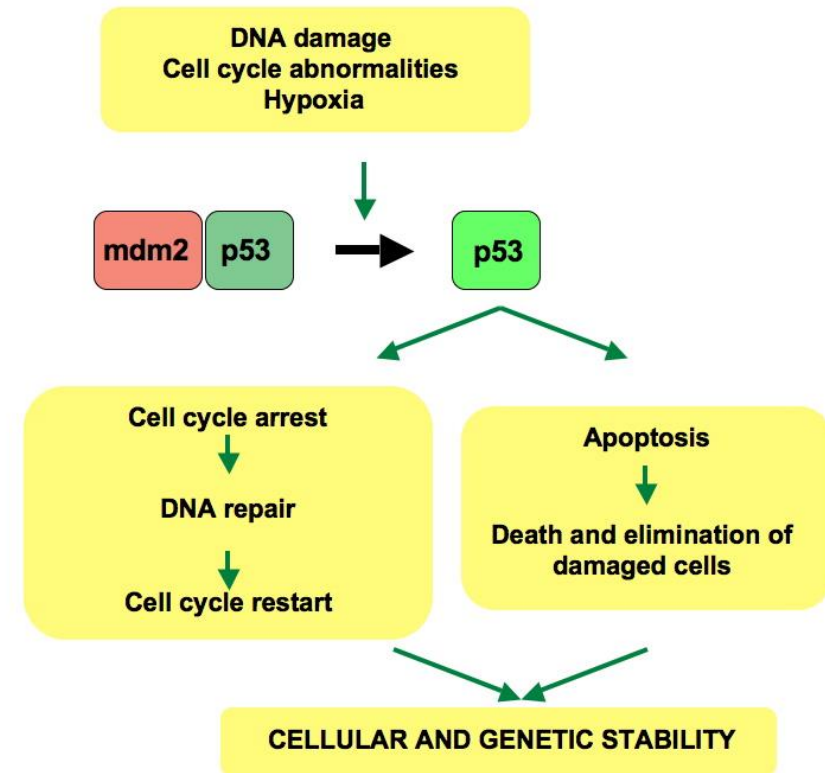 DNA damage
Cell cycle abnormalities
Hypoxia
mdm2 p53
p53
Cell cycle arrest
DNA repair
Cell cycle restart
Apoptosis
Death and elimination of
damaged cells
CELLULAR AND GENETIC STABILITY